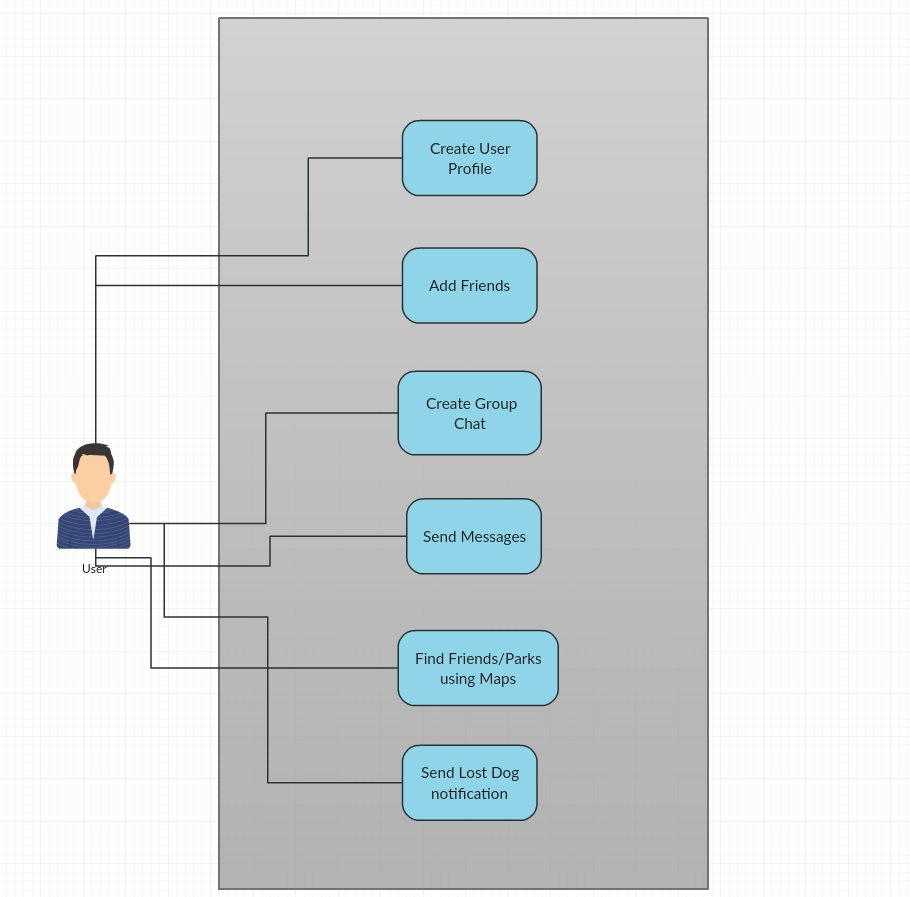 Create User
Profile
Add Friends
Create Group
Chat
Send Messages
User
Find Friends/Parks
using Maps
Send Lost Dog
notification